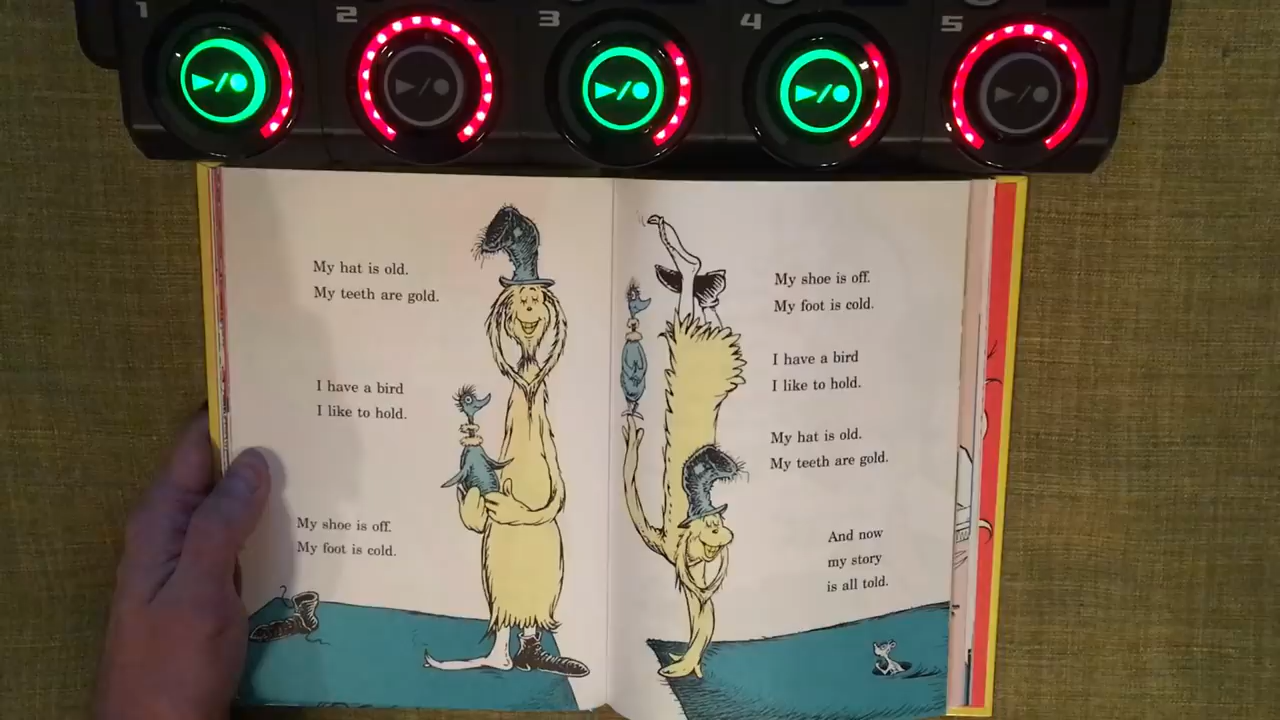 1 2 3 4 5
My hat is old.
My teeth are gold.
I have a bird
I like to hold.
My shoe is off.
My foot is cold.
My shoe is off.
My foot is cold.
I have a bird
I like to hold.
My hat is old.
My teeth are gold.
And now
my story
is all told.